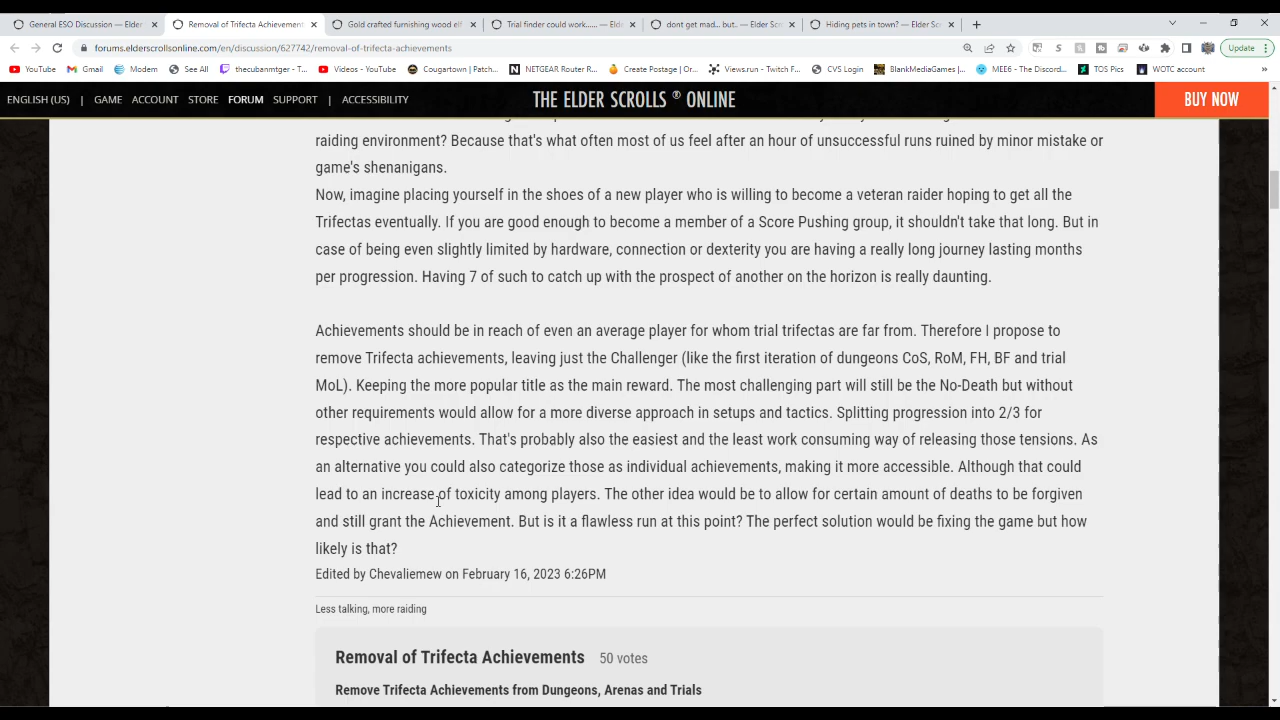 General ESO Discussion — Elder
Removal of Trifecta Achievement
Gold crafted furnishing wood elf
Trial finder could work...... — Eld
dont get mad... but.. — Elder Scr
Hiding pets in town? — Elder Scr
forums.elderscrollsonline.com/en/discussion/627742/removal-of-trifecta-achievements
Update
YouTube
Gmail
Modem
See All
thecubanmtger - T...
Videos - YouTube
Cougartown | Patch...
NETGEAR Router R...
Create Postage | Or...
Views.run - Twitch F...
CVS Login
BlankMediaGames |...
MEE6 - The Discord...
TOS Pics
WOTC account
»
ENGLISH (US) | GAME ACCOUNT STORE FORUM SUPPORT | ACCESSIBILITY
THE ELDER SCROLLS ® ONLINE
BUY NOW
raiding environment? Because that's what often most of us feel after an hour of unsuccessful runs ruined by minor mistake or
game's shenanigans.
Now, imagine placing yourself in the shoes of a new player who is willing to become a veteran raider hoping to get all the
Trifectas eventually. If you are good enough to become a member of a Score Pushing group, it shouldn't take that long. But in
case of being even slightly limited by hardware, connection or dexterity you are having a really long journey lasting months
per progression. Having 7 of such to catch up with the prospect of another on the horizon is really daunting.
Achievements should be in reach of even an average player for whom trial trifectas are far from. Therefore I propose to
remove Trifecta achievements, leaving just the Challenger (like the first iteration of dungeons CoS, RoM, FH, BF and trial
MoL). Keeping the more popular title as the main reward. The most challenging part will still be the No-Death but without
other requirements would allow for a more diverse approach in setups and tactics. Splitting progression into 2/3 for
respective achievements. That's probably also the easiest and the least work consuming way of releasing those tensions. As
an alternative you could also categorize those as individual achievements, making it more accessible. Although that could
lead to an increase of toxicity among players. The other idea would be to allow for certain amount of deaths to be forgiven
and still grant the Achievement. But is it a flawless run at this point? The perfect solution would be fixing the game but how
likely is that?
Edited by Chevaliemew on February 16, 2023 6:26PM
Less talking, more raiding
Removal of Trifecta Achievements 50 votes
Remove Trifecta Achievements from Dungeons, Arenas and Trials